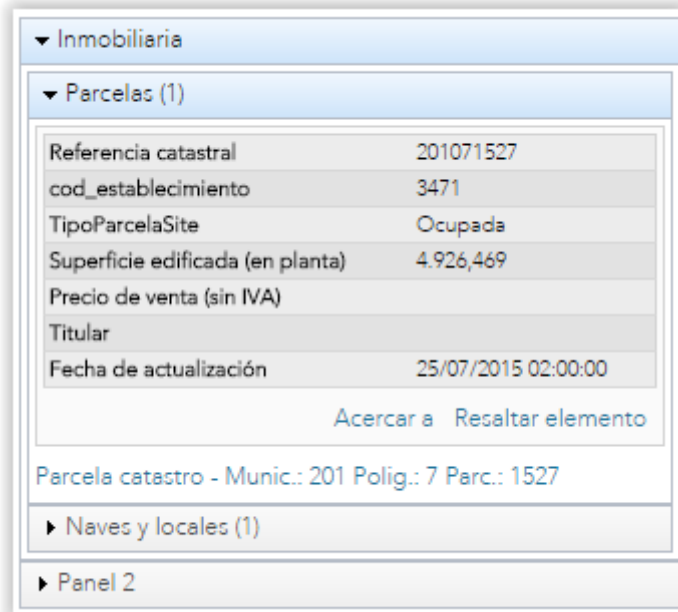 Inmobiliaria
Parcelas (1)
Referencia catastral 201071527
cod_establecimiento 3471
TipoParcelaSite Ocupada
Superficie edificada (en planta) 4.926,469
Precio de venta (sin IVA)
Titular
Fecha de actualización 25/07/2015 02:00:00
Acercar a Resaltar elemento
Parcela catastro - Munic.: 201 Polig.: 7 Parc.: 1527
Naves y locales (1)
Panel 2